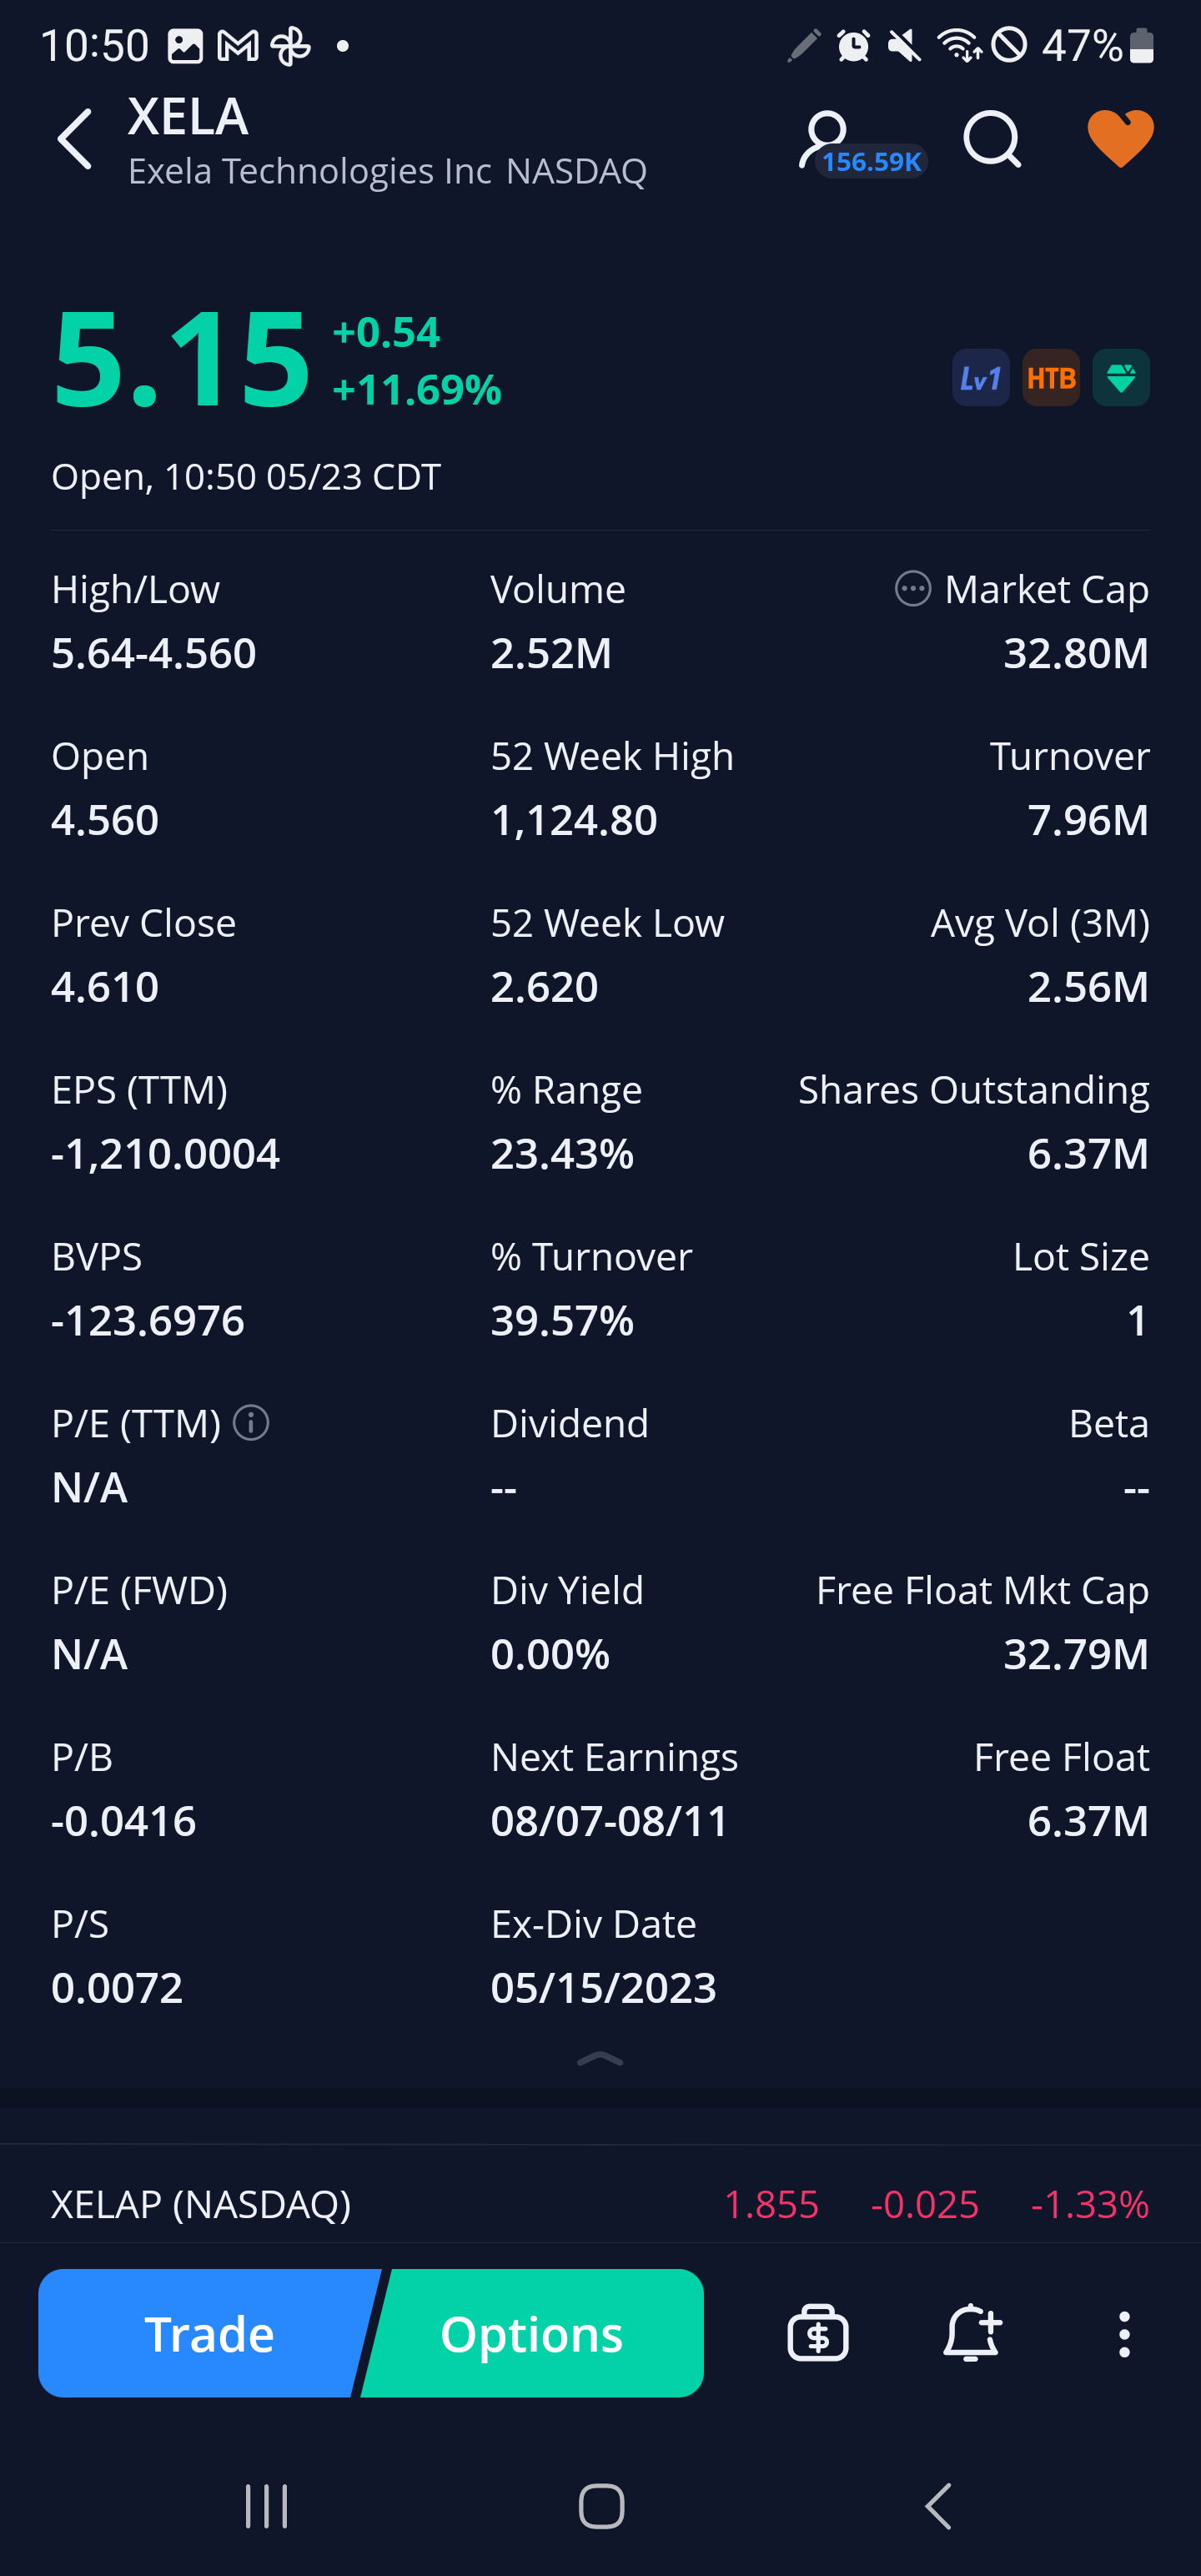 10:50 47%
XELA
Exela Technologies Inc NASDAQ
156.59K
5.15 +0.54
+11.69%
Lv1 HTB
Open, 10:50 05/23 CDT
High/Low Volume Market Cap
5.64-4.560 2.52M 32.80M
Open 52 Week High Turnover
4.560 1,124.80 7.96M
Prev Close 52 Week Low Avg Vol (3M)
4.610 2.620 2.56M
EPS (TTM) % Range Shares Outstanding
-1,210.0004 23.43% 6.37M
BVPS % Turnover Lot Size
-123.6976 39.57% 1
P/E (TTM) Dividend Beta
N/A -- --
P/E (FWD) Div Yield Free Float Mkt Cap
N/A 0.00% 32.79M
P/B Next Earnings Free Float
-0.0416 08/07-08/11 6.37M
P/S Ex-Div Date
0.0072 05/15/2023
XELAP (NASDAQ) 1.855 -0.025 -1.33%
Trade Options